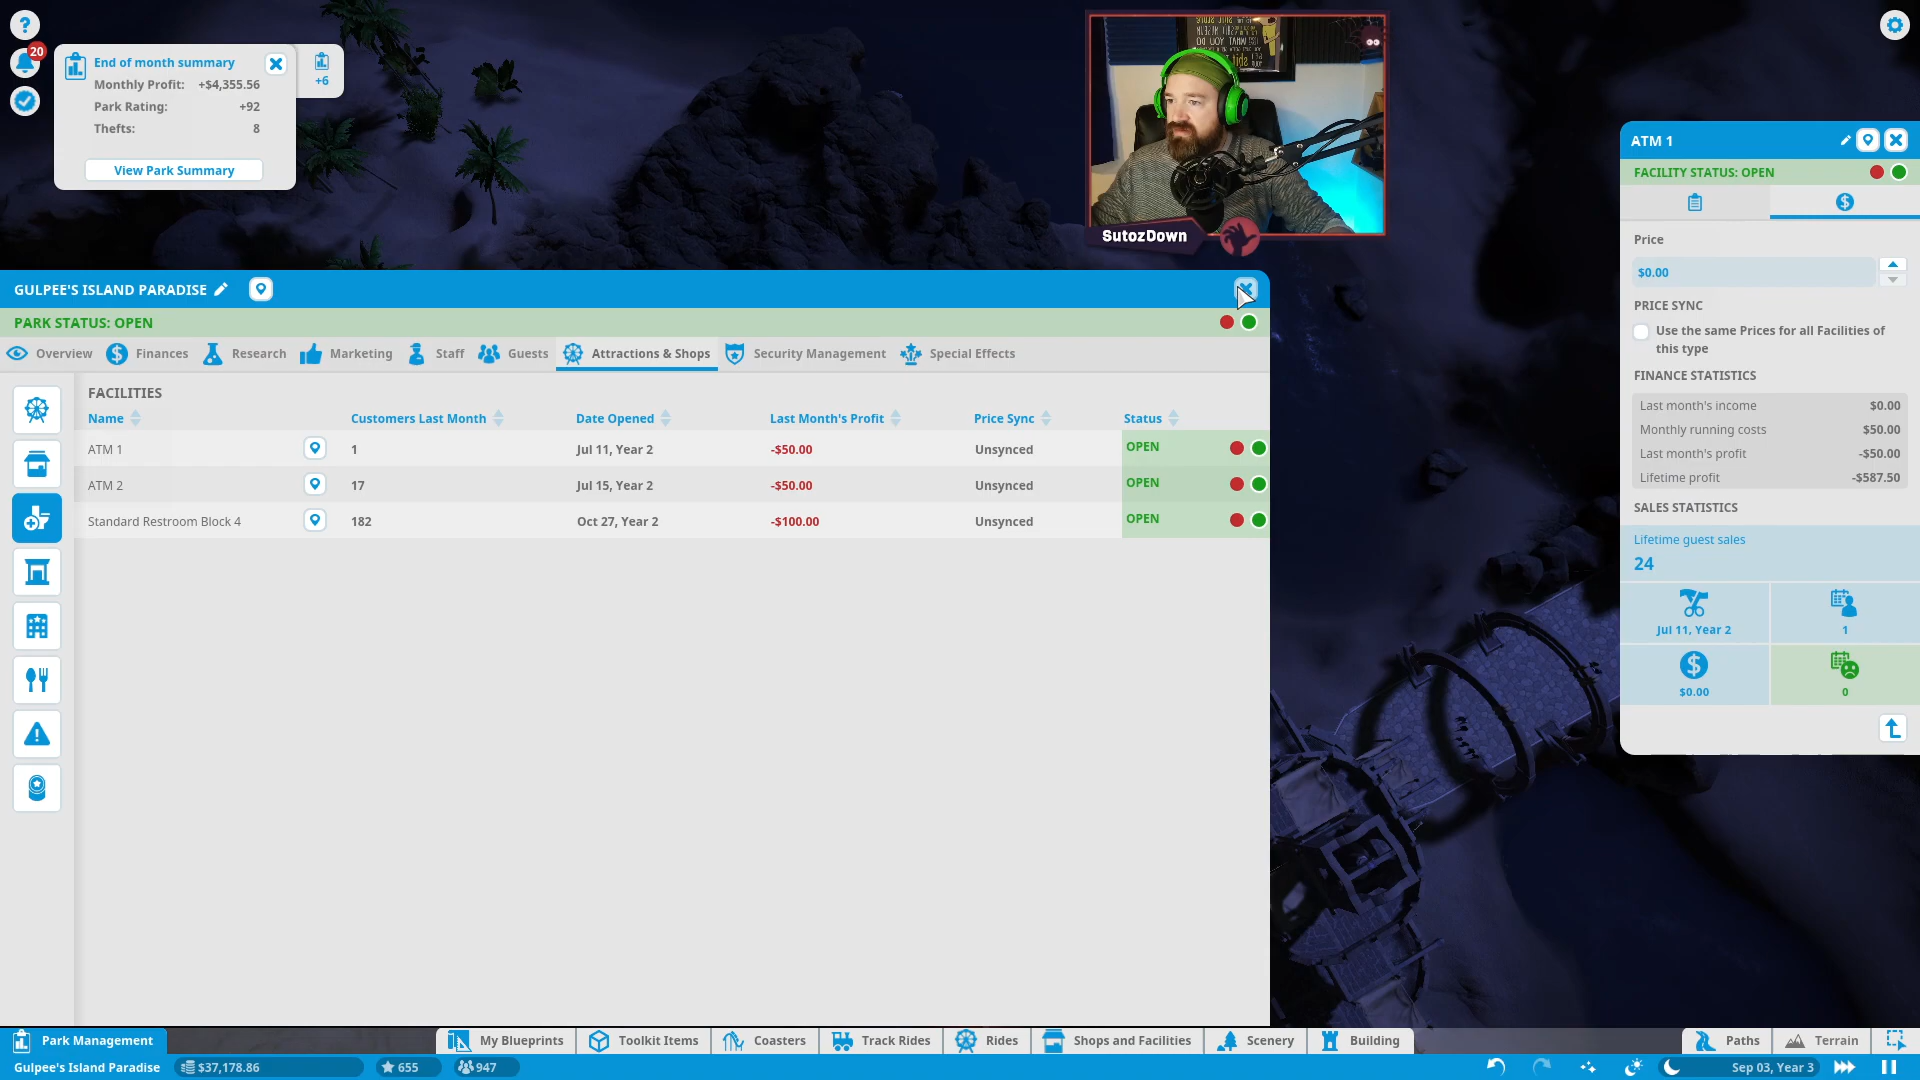 ?
20
End of month summary
Monthly Profit: +$4,355.56
Park Rating: +92
Thefts: 8
View Park Summary
+6
SutozDown
GULPEE'S ISLAND PARADISE
PARK STATUS: OPEN
Overview Finances Research Marketing Staff Guests Attractions & Shops Security Management Special Effects
FACILITIES
Name Customers Last Month Date Opened Last Month's Profit Price Sync Status
ATM 1 1 Jul 11, Year 2 -$50.00 Unsynced OPEN
ATM 2 17 Jul 15, Year 2 -$50.00 Unsynced OPEN
Standard Restroom Block 4 182 Oct 27, Year 2 -$100.00 Unsynced OPEN
ATM 1
FACILITY STATUS: OPEN
Price
$0.00
PRICE SYNC
Use the same Prices for all Facilities of
this type
FINANCE STATISTICS
Last month's income $0.00
Monthly running costs $50.00
Last month's profit -$50.00
Lifetime profit -$587.50
SALES STATISTICS
Lifetime guest sales
24
Jul 11, Year 2 1
$0.00 0
Park Management My Blueprints Toolkit Items Coasters Track Rides Rides Shops and Facilities Scenery Building Paths Terrain
Gulpee's Island Paradise $37,178.86 655 947 Sep 03, Year 3